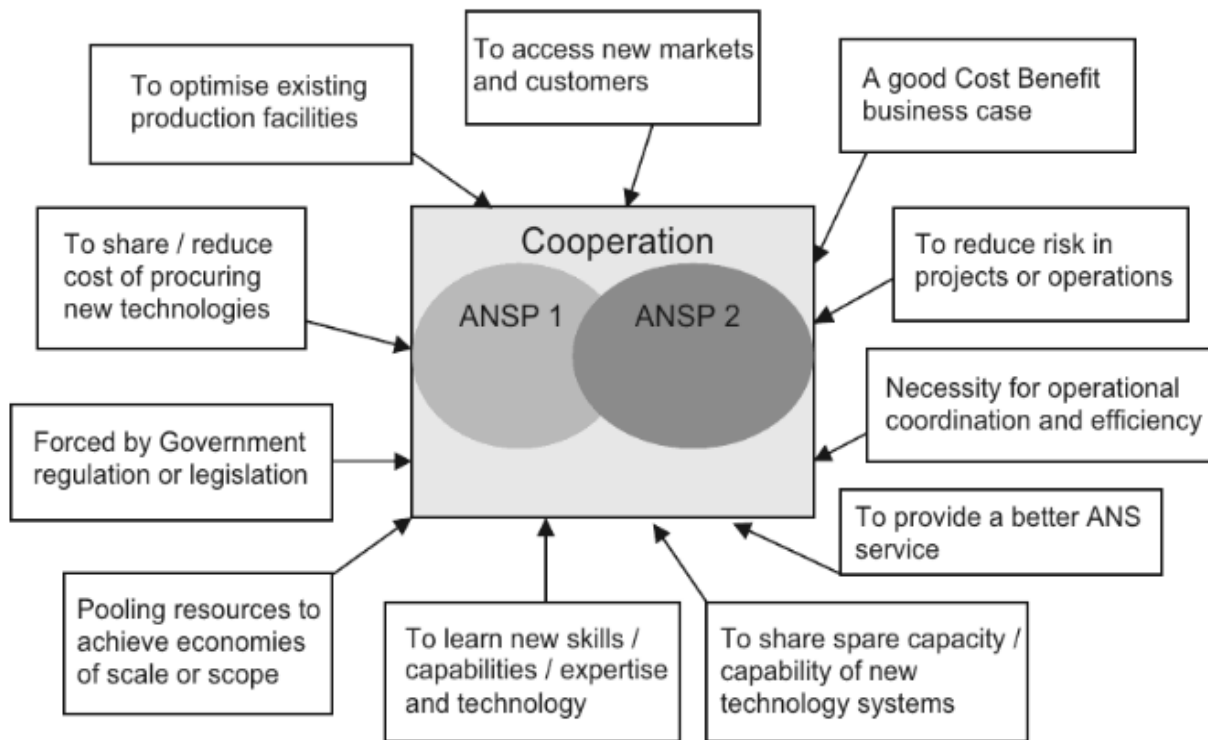 To access new markets
and customers
To optimise existing
production facilities
A good Cost Benefit
business case
To share / reduce
cost of procuring
new technologies
Cooperation
ANSP 1
ANSP 2
To reduce risk in
projects or operations
Necessity for operational
coordination and efficiency
Forced by Government
regulation or legislation
To provide a better ANS
service
Pooling resources to
achieve economies
of scale or scope
To learn new skills /
capabilities / expertise
and technology
To share spare capacity /
capability of new
technology systems